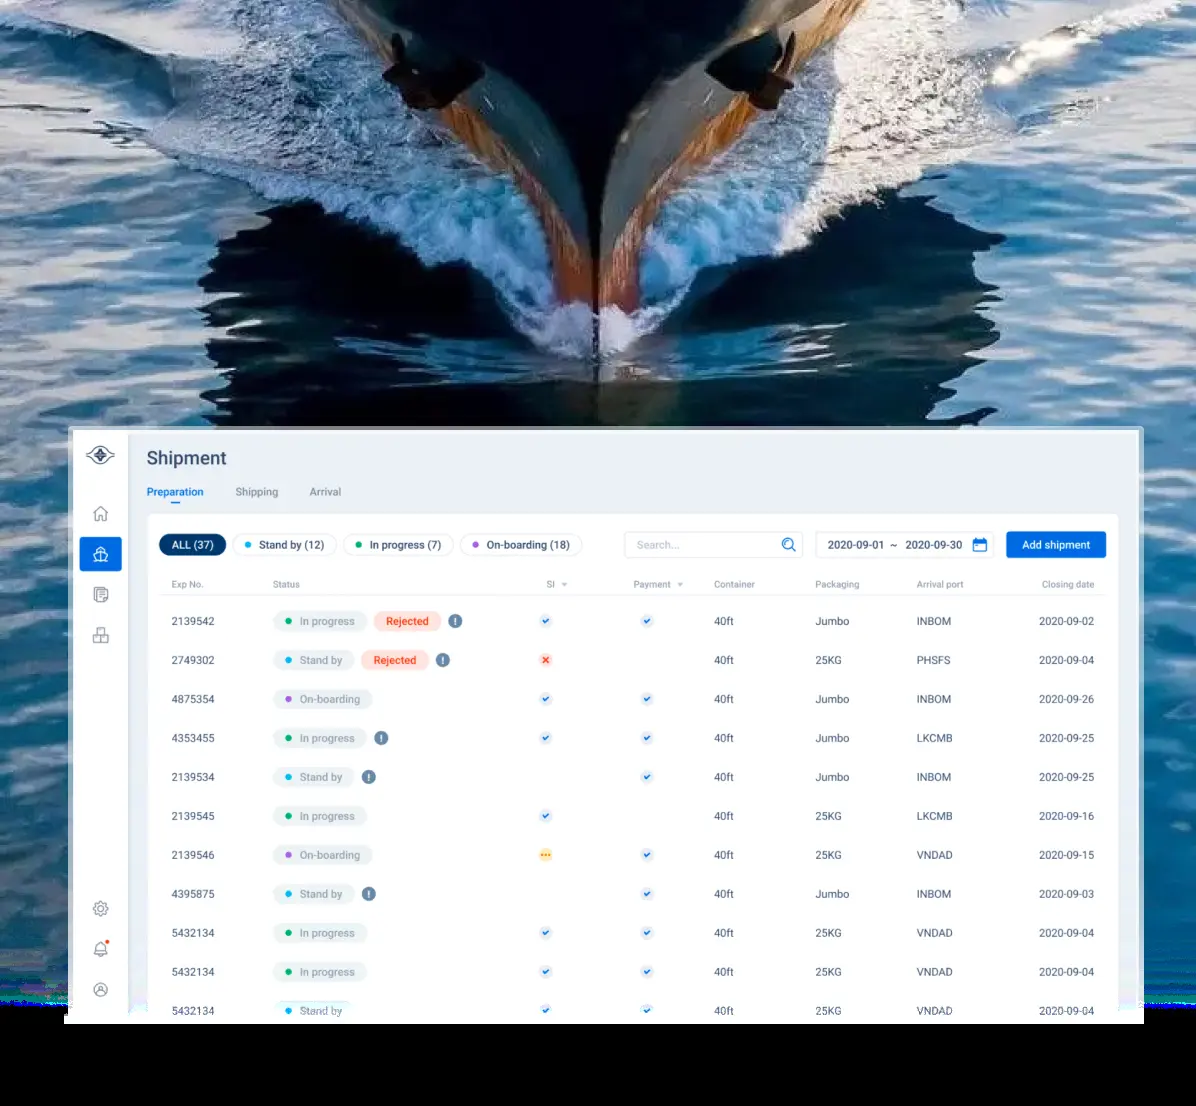 Shipment
Preparation Shipping Arrival
ALL (37) Stand by (12) In progress (7) On-boarding (18) Search... 2020-09-01 ~ 2020-09-30 Add shipment
Exp No. Status SI Payment Container Packaging Arrival port Closing date
2139542 In progress Rejected 40ft Jumbo INBOM 2020-09-02
2749302 Stand by Rejected 40ft 25KG PHSFS 2020-09-04
4875354 On-boarding 40ft Jumbo INBOM 2020-09-26
4353455 In progress 40ft Jumbo LKCMB 2020-09-25
2139534 Stand by 40ft Jumbo INBOM 2020-09-25
2139545 In progress 40ft 25KG LKCMB 2020-09-16
2139546 On-boarding 40ft 25KG VNDAD 2020-09-15
4395875 Stand by 40ft Jumbo INBOM 2020-09-03
5432134 In progress 40ft 25KG VNDAD 2020-09-04
5432134 In progress 40ft 25KG VNDAD 2020-09-04
5432134 Stand by 40ft 25KG VNDAD 2020-09-04